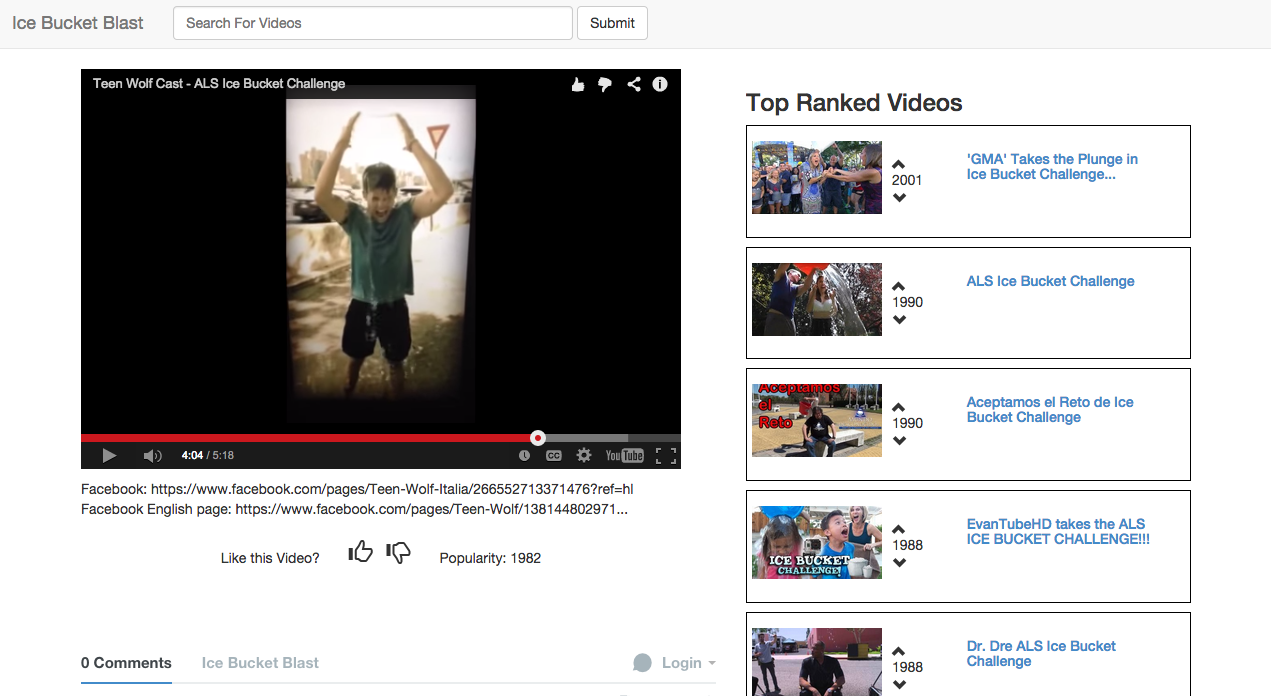 Ice Bucket Blast
Search For Videos
Submit
Teen Wolf Cast - ALS Ice Bucket Challenge
4:04 / 5:18
CC
YouTube
Facebook: https://www.facebook.com/pages/Teen-Wolf-Italia/266552713371476?ref=hl
Facebook English page: https://www.facebook.com/pages/Teen-Wolf/138144802971...
Like this Video?
Popularity: 1982
0 Comments
Ice Bucket Blast
Login
Top Ranked Videos
2001
'GMA' Takes the Plunge in
Ice Bucket Challenge...
1990
ALS Ice Bucket Challenge
Aceptamos
el
Reto
1990
Aceptamos el Reto de Ice
Bucket Challenge
ICE BUCKET
CHALLENGE!
1988
EvanTubeHD takes the ALS
ICE BUCKET CHALLENGE!!!
1988
Dr. Dre ALS Ice Bucket
Challenge